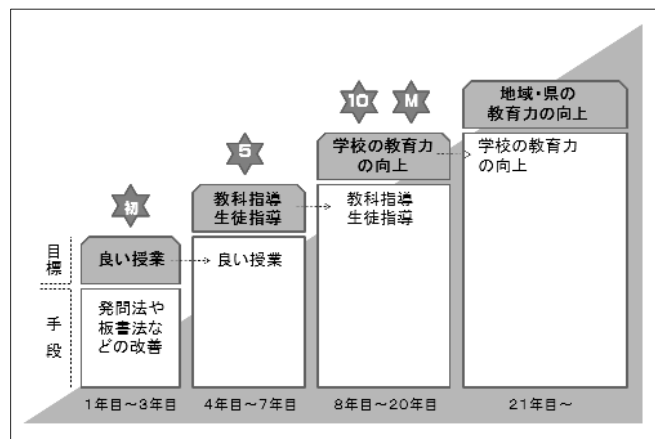 地域・県の
教育力の向上
10
M
学校の教育力
の向上
学校の教育力
の向上
5
教科指導
生徒指導
教科指導
生徒指導
初
目標
良い授業
良い授業
手段
発問法や
板書法な
どの改善
1年目～3年目
4年目～7年目
8年目～20年目
21年目～